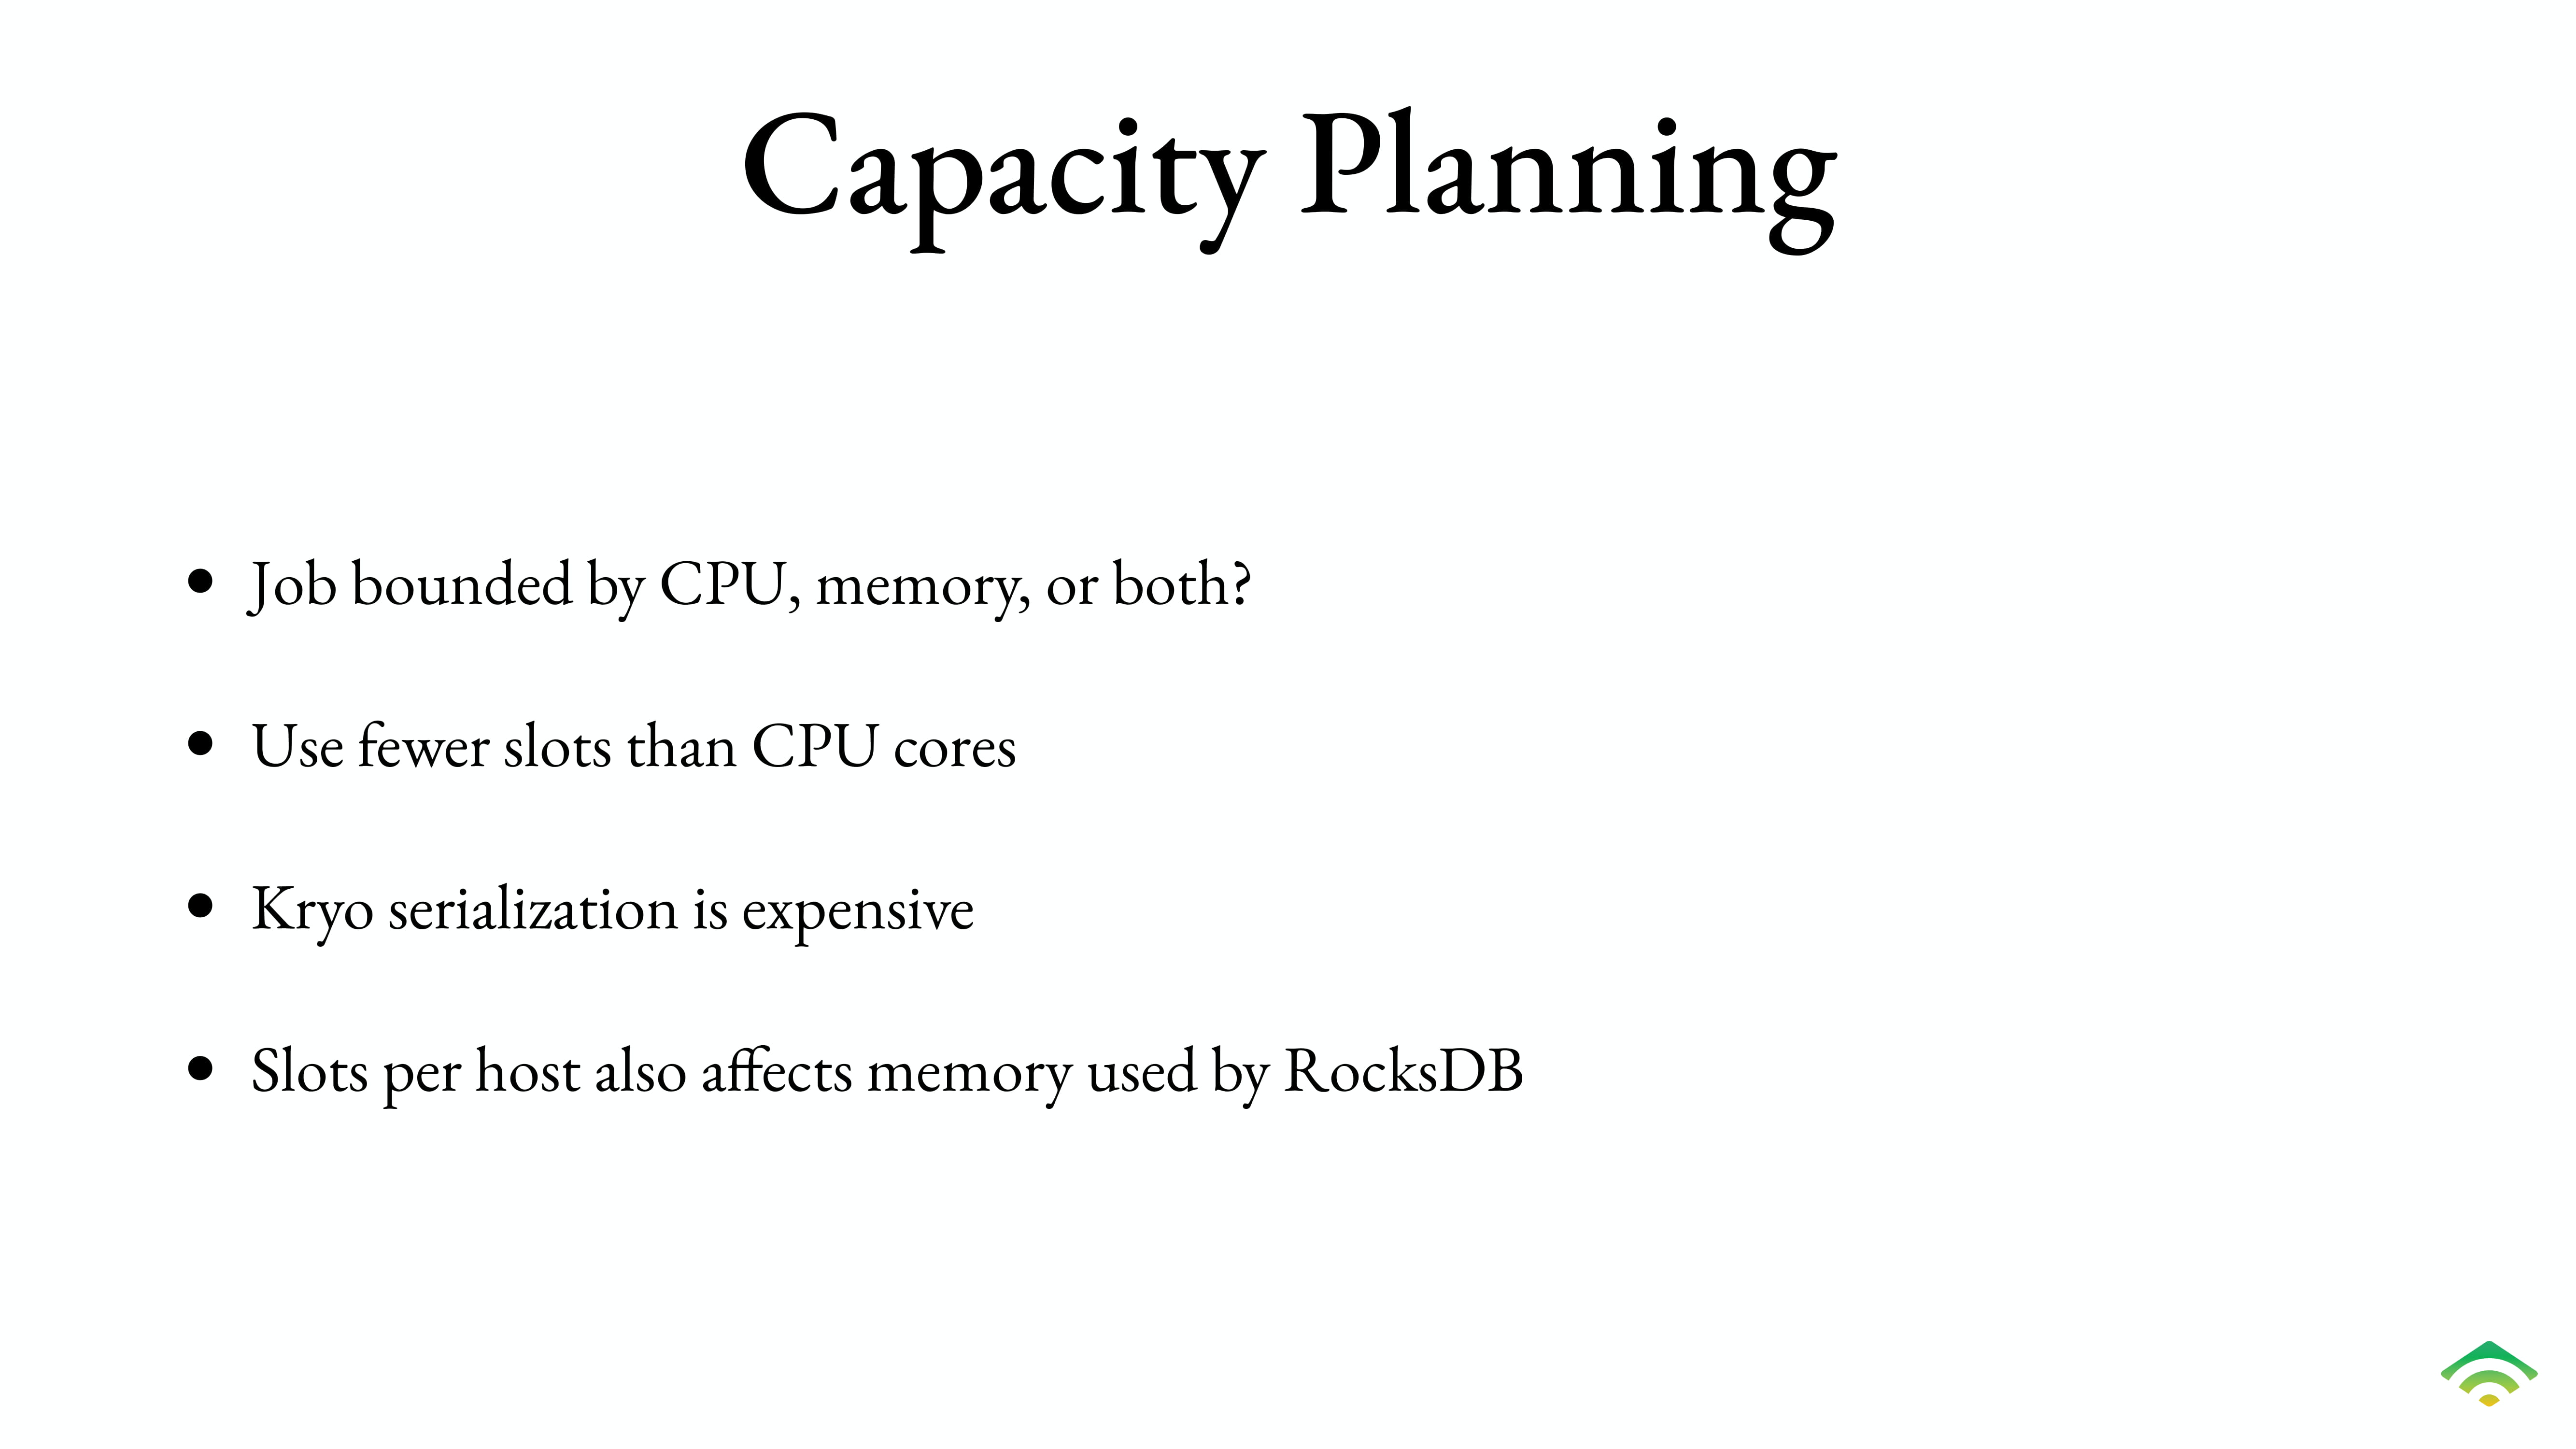 Capacity Planning
• Job bounded by CPU, memory, or both?
• Use fewer slots than CPU cores
• Kryo serialization is expensive
• Slots per host also affects memory used by RocksDB